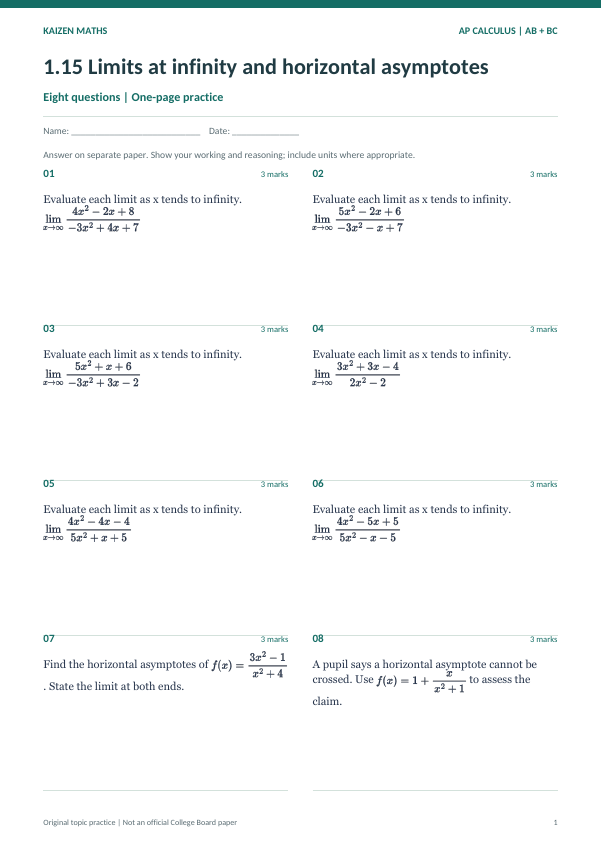 KAIZEN MATHS
AP CALCULUS | AB + BC
1.15 Limits at infinity and horizontal asymptotes
Eight questions | One-page practice
Name: ________________________________ Date: ______________
Answer on separate paper. Show your working and reasoning; include units where appropriate.
01
3 marks
Evaluate each limit as x tends to infinity.
lim x→∞ (4x² − 2x + 8)/(−3x² + 4x + 7)
02
3 marks
Evaluate each limit as x tends to infinity.
lim x→∞ (5x² − 2x + 6)/(−3x² − x + 7)
03
3 marks
Evaluate each limit as x tends to infinity.
lim x→∞ (5x² + x + 6)/(−3x² + 3x − 2)
04
3 marks
Evaluate each limit as x tends to infinity.
lim x→∞ (3x² + 3x − 4)/(2x² − 2)
05
3 marks
Evaluate each limit as x tends to infinity.
lim x→∞ (4x² − 4x − 4)/(5x² + x + 5)
06
3 marks
Evaluate each limit as x tends to infinity.
lim x→∞ (4x² − 5x + 5)/(5x² − x − 5)
07
3 marks
Find the horizontal asymptotes of f(x) = (3x² − 1)/(x² + 4)
. State the limit at both ends.
08
3 marks
A pupil says a horizontal asymptote cannot be
crossed. Use f(x) = 1 + x/(x² + 1) to assess the
claim.
Original topic practice | Not an official College Board paper
1